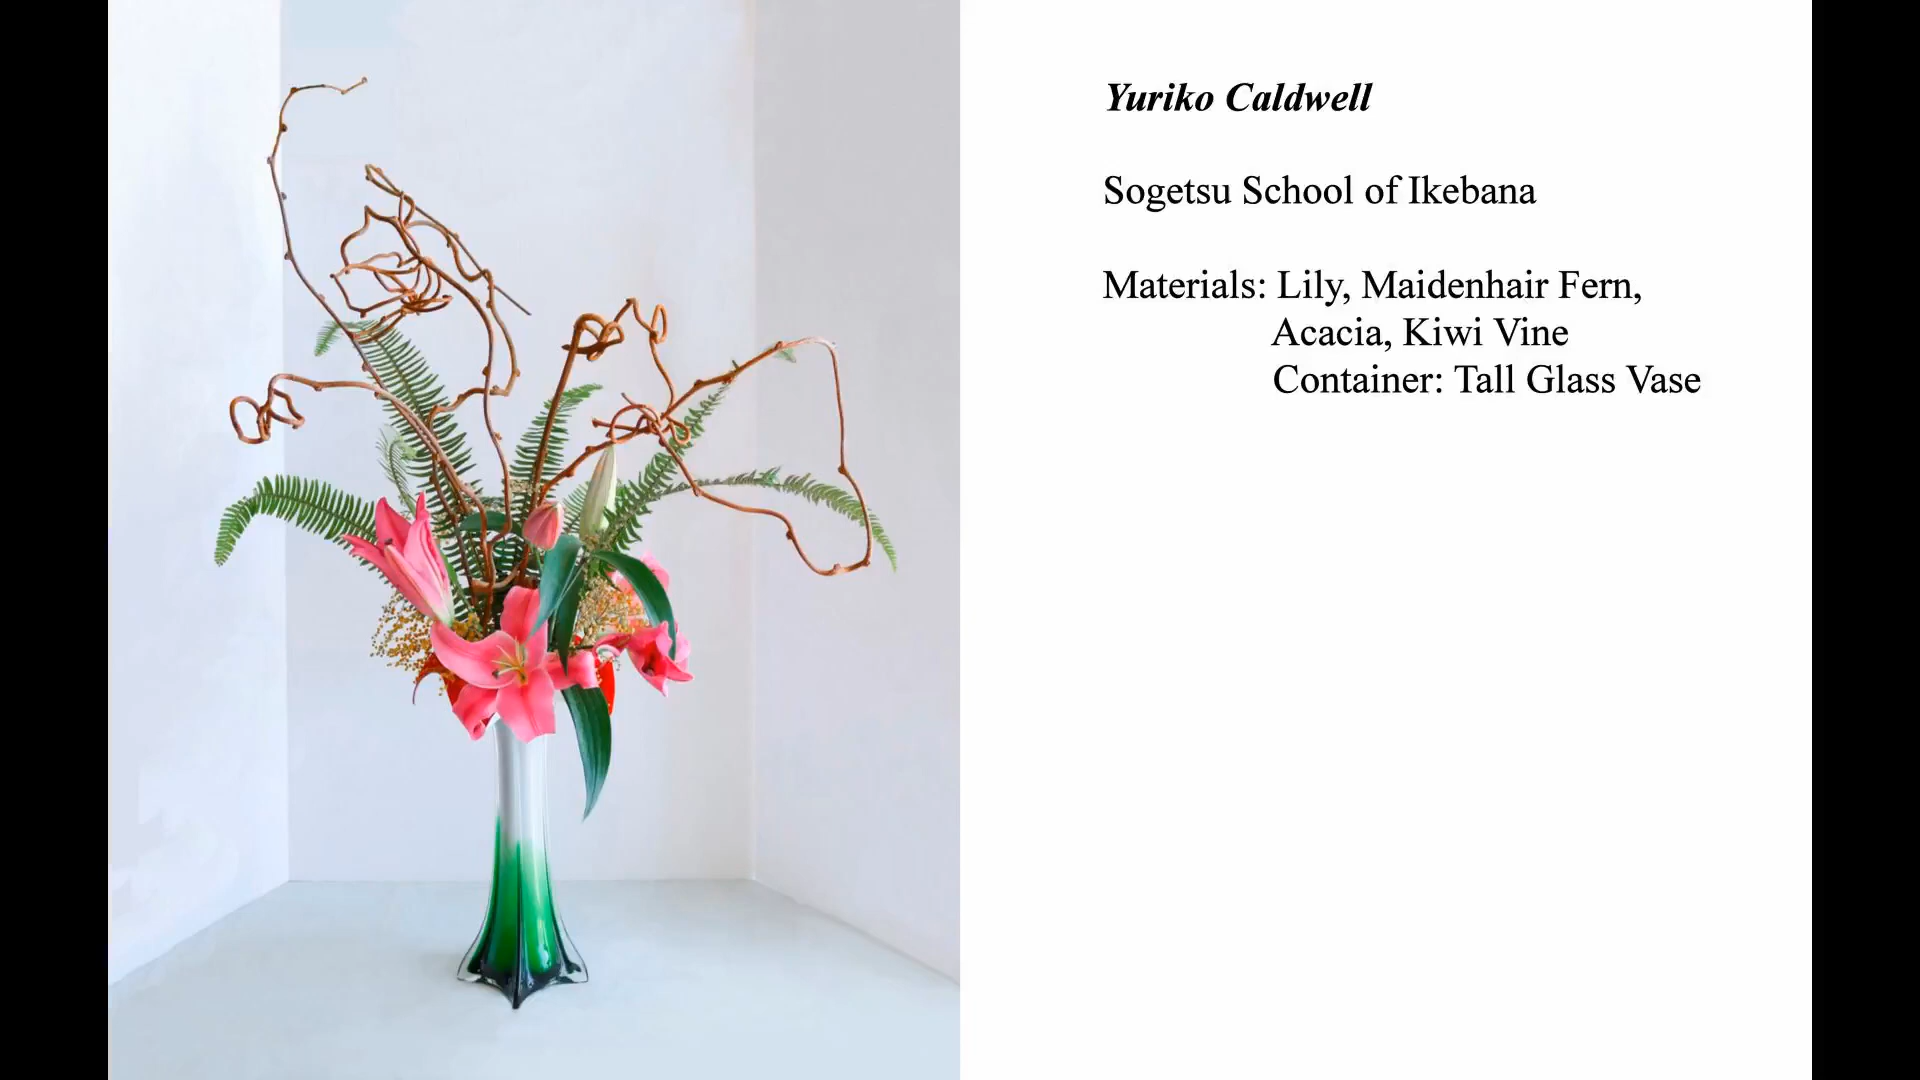 Yuriko Caldwell
Sogetsu School of Ikebana
Materials: Lily, Maidenhair Fern,
Acacia, Kiwi Vine
Container: Tall Glass Vase